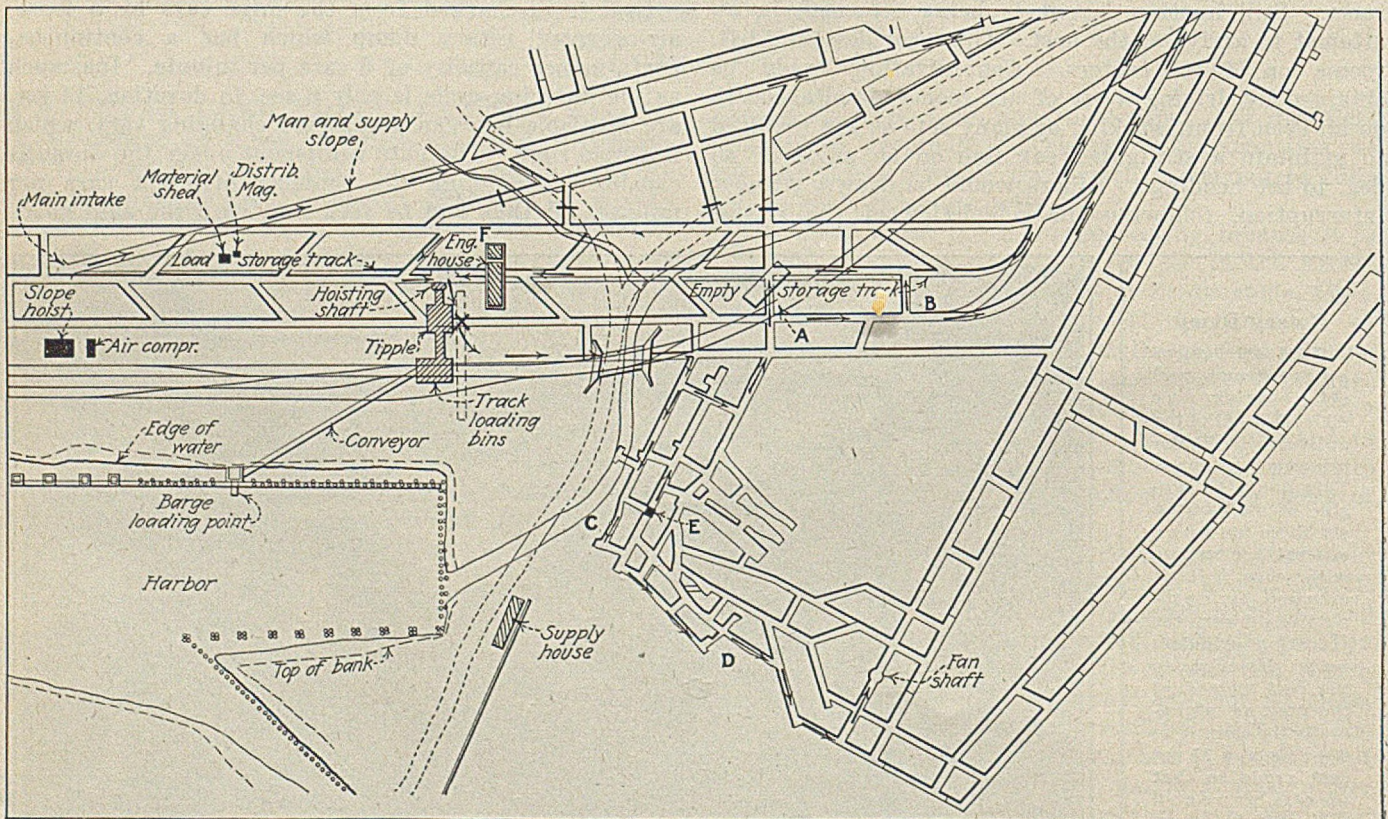 Man and supply
slope
Material
shed
Distrib.
Mag.
Main intake
F
Eng.
house
Load
storage track
Slope
hoist
Hoisting
shaft
Empty
storage track
B
A
Air compr.
Tipple
Track
loading
bins
Edge of
water
Conveyor
Barge
loading point
C
E
Harbor
Supply
house
Top of bank
D
Fan
shaft